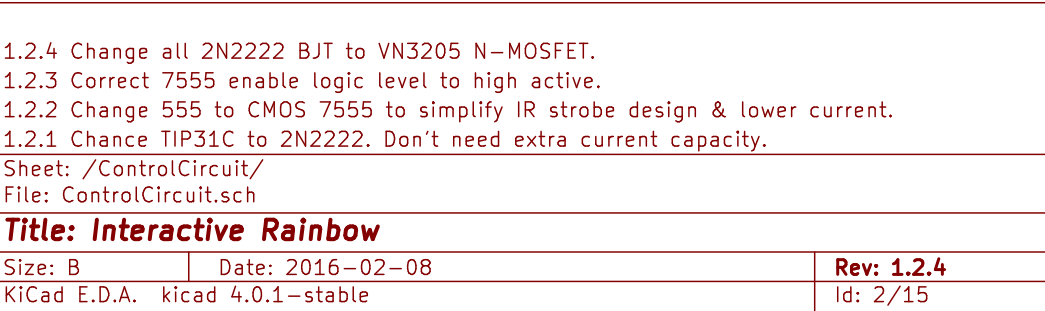 1.2.4 Change all 2N2222 BJT to VN3205 N-MOSFET.
1.2.3 Correct 7555 enable logic level to high active.
1.2.2 Change 555 to CMOS 7555 to simplify IR strobe design & lower current.
1.2.1 Chance TIP31C to 2N2222. Don't need extra current capacity.
Sheet: /ControlCircuit/
File: ControlCircuit.sch
Title: Interactive Rainbow
Size: B Date: 2016-02-08 Rev: 1.2.4
KiCad E.D.A. kicad 4.0.1-stable Id: 2/15